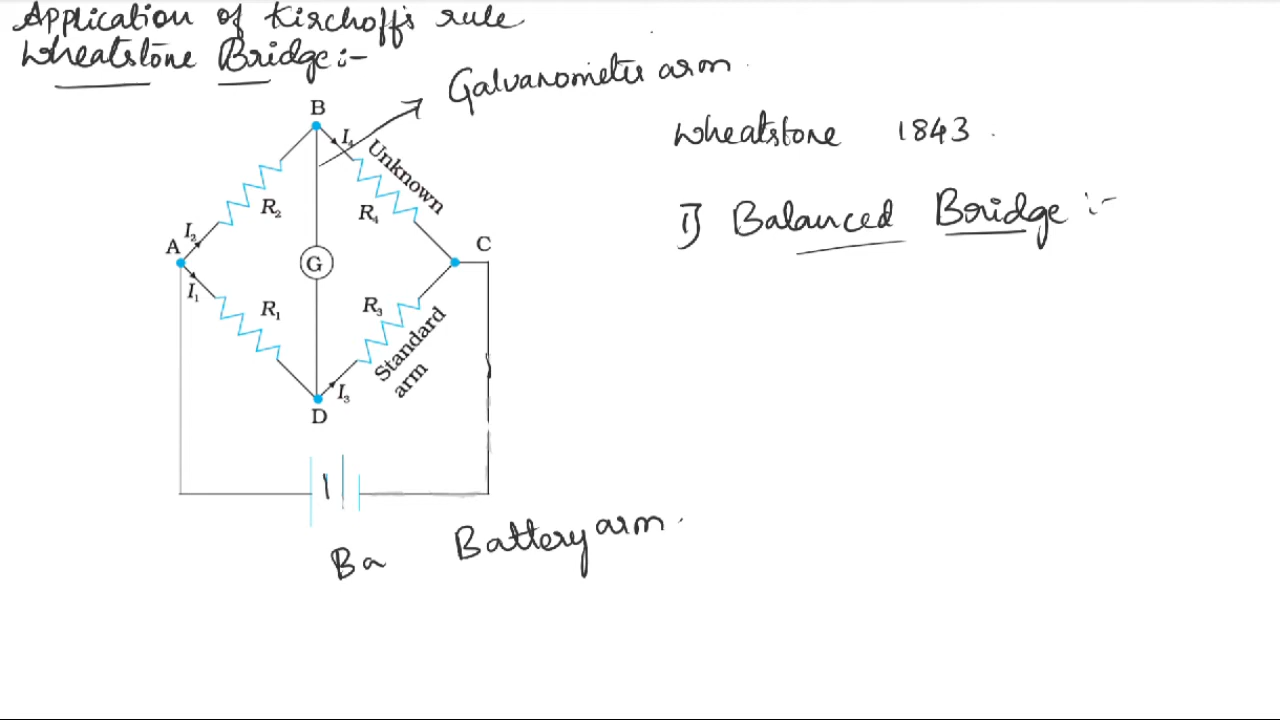 Application of Kirchoff's rule
Wheatstone Bridge :-
Galvanometer arm
Wheatstone 1843.
1) Balanced Bridge :-
B
I₄
Unknown
R₂
R₄
I₂
A
C
G
I₁
R₁
R₃
Standard
arm
I₃
D
Battery arm.
Ba